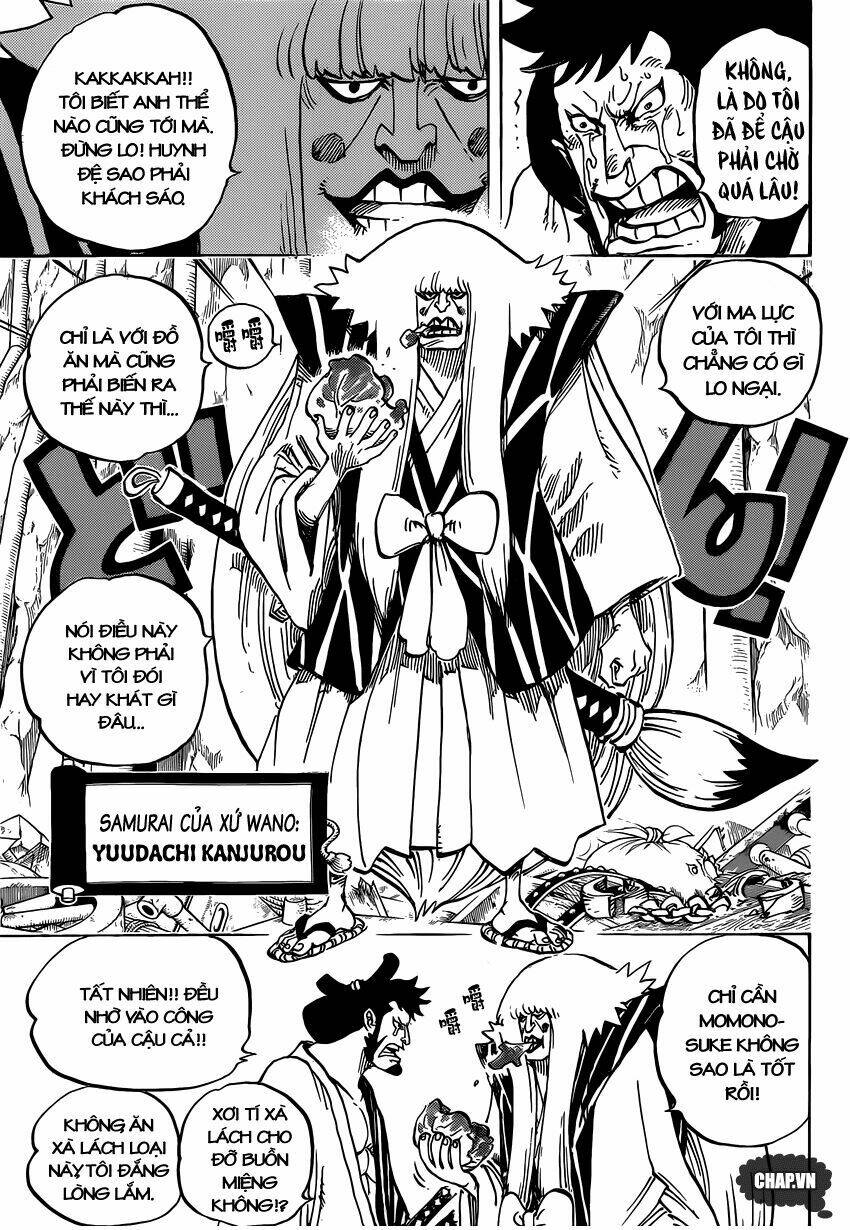 KHÔNG,
LÀ DO TÔI
ĐÃ ĐỂ CẬU
PHẢI CHỜ
QUÁ LÂU!
KAKKAKKAH!!
TÔI BIẾT ANH THỂ
NÀO CŨNG TỚI MÀ.
ĐỪNG LO! HUYNH
ĐỆ SAO PHẢI
KHÁCH SÁO.
VỚI MA LỰC
CỦA TÔI THÌ
CHẲNG CÓ GÌ
LO NGẠI.
嚼嚼
CHỈ LÀ VỚI ĐỒ
ĂN MÀ CŨNG
PHẢI BIẾN RA
THẾ NÀY THÌ...
NÓI ĐIỀU NÀY
KHÔNG PHẢI
VÌ TÔI ĐÓI
HAY KHÁT GÌ
ĐÂU...
SAMURAI CỦA XỨ WANO:
YUUDACHI KANJUROU
CHỈ CẦN
MOMONO-
SUKE KHÔNG
SAO LÀ TỐT
RỒI!
嚼嚼
TẤT NHIÊN!! ĐỀU
NHỜ VÀO CÔNG
CỦA CẬU CẢ!!
XƠI TÍ XÀ
LÁCH CHO
ĐỠ BUỒN
MIỆNG KHÔNG!?
KHÔNG ĂN
XÀ LÁCH LOẠI
NÀY, TÔI ĐẮNG
LÒNG LẮM.
CHAP.VN